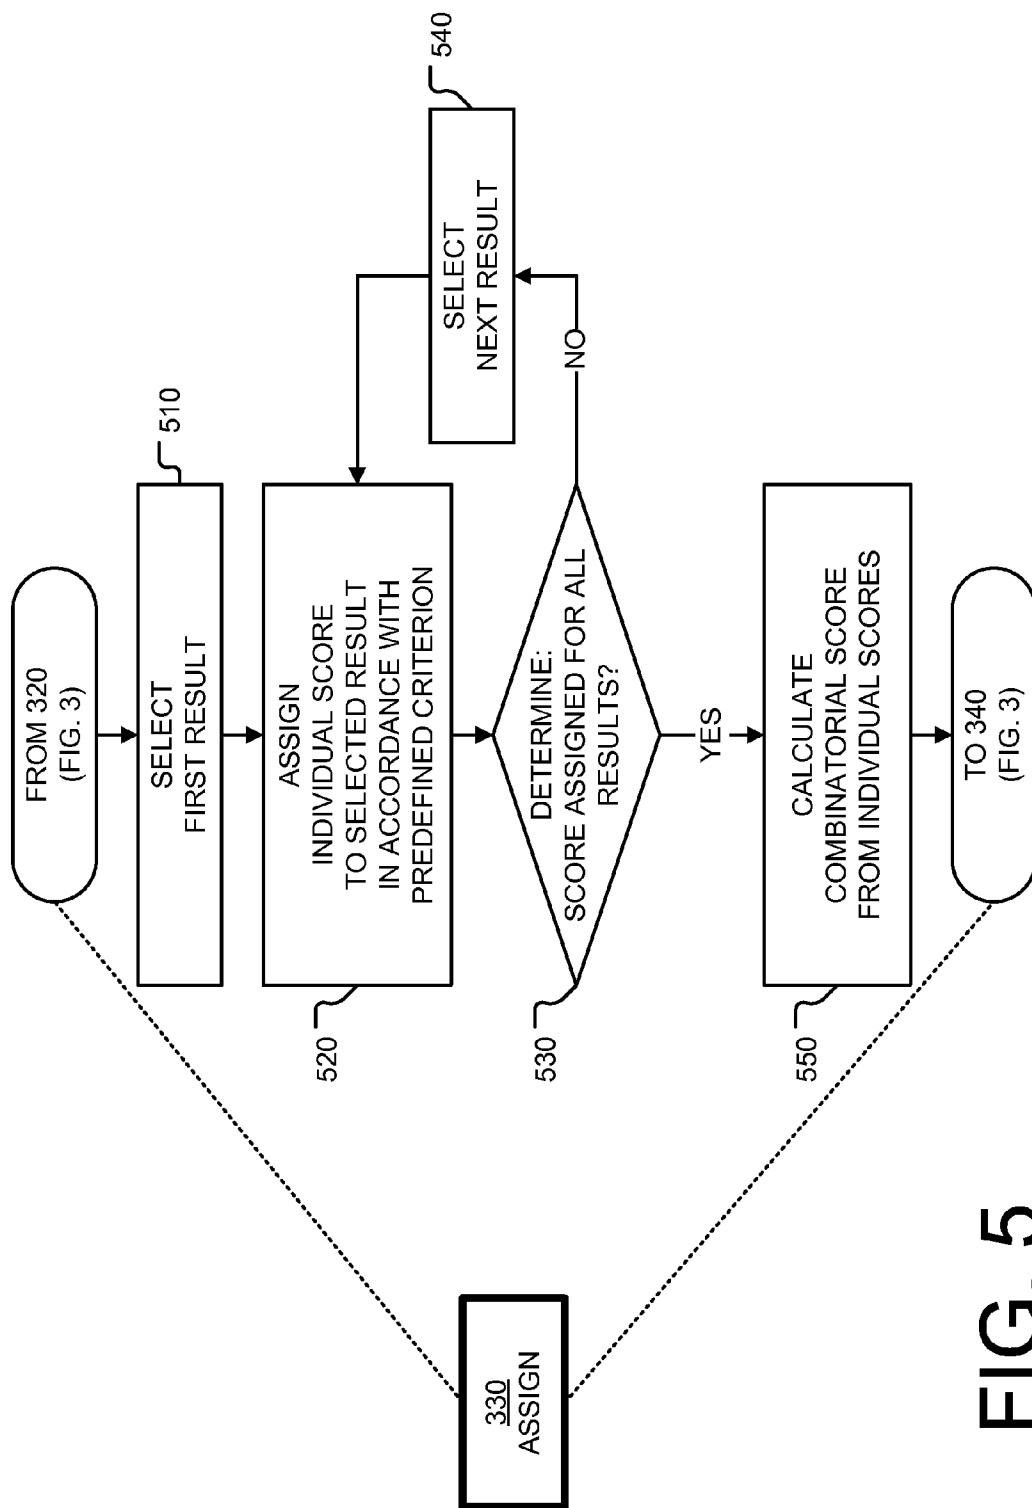 FROM 320
(FIG. 3)
SELECT
FIRST RESULT
510
ASSIGN
INDIVIDUAL SCORE
TO SELECTED RESULT
IN ACCORDANCE WITH
PREDEFINED CRITERION
520
DETERMINE:
SCORE ASSIGNED FOR ALL
RESULTS?
530
NO
SELECT
NEXT RESULT
540
YES
CALCULATE
COMBINATORIAL SCORE
FROM INDIVIDUAL SCORES
550
TO 340
(FIG. 3)
330
ASSIGN
FIG. 5